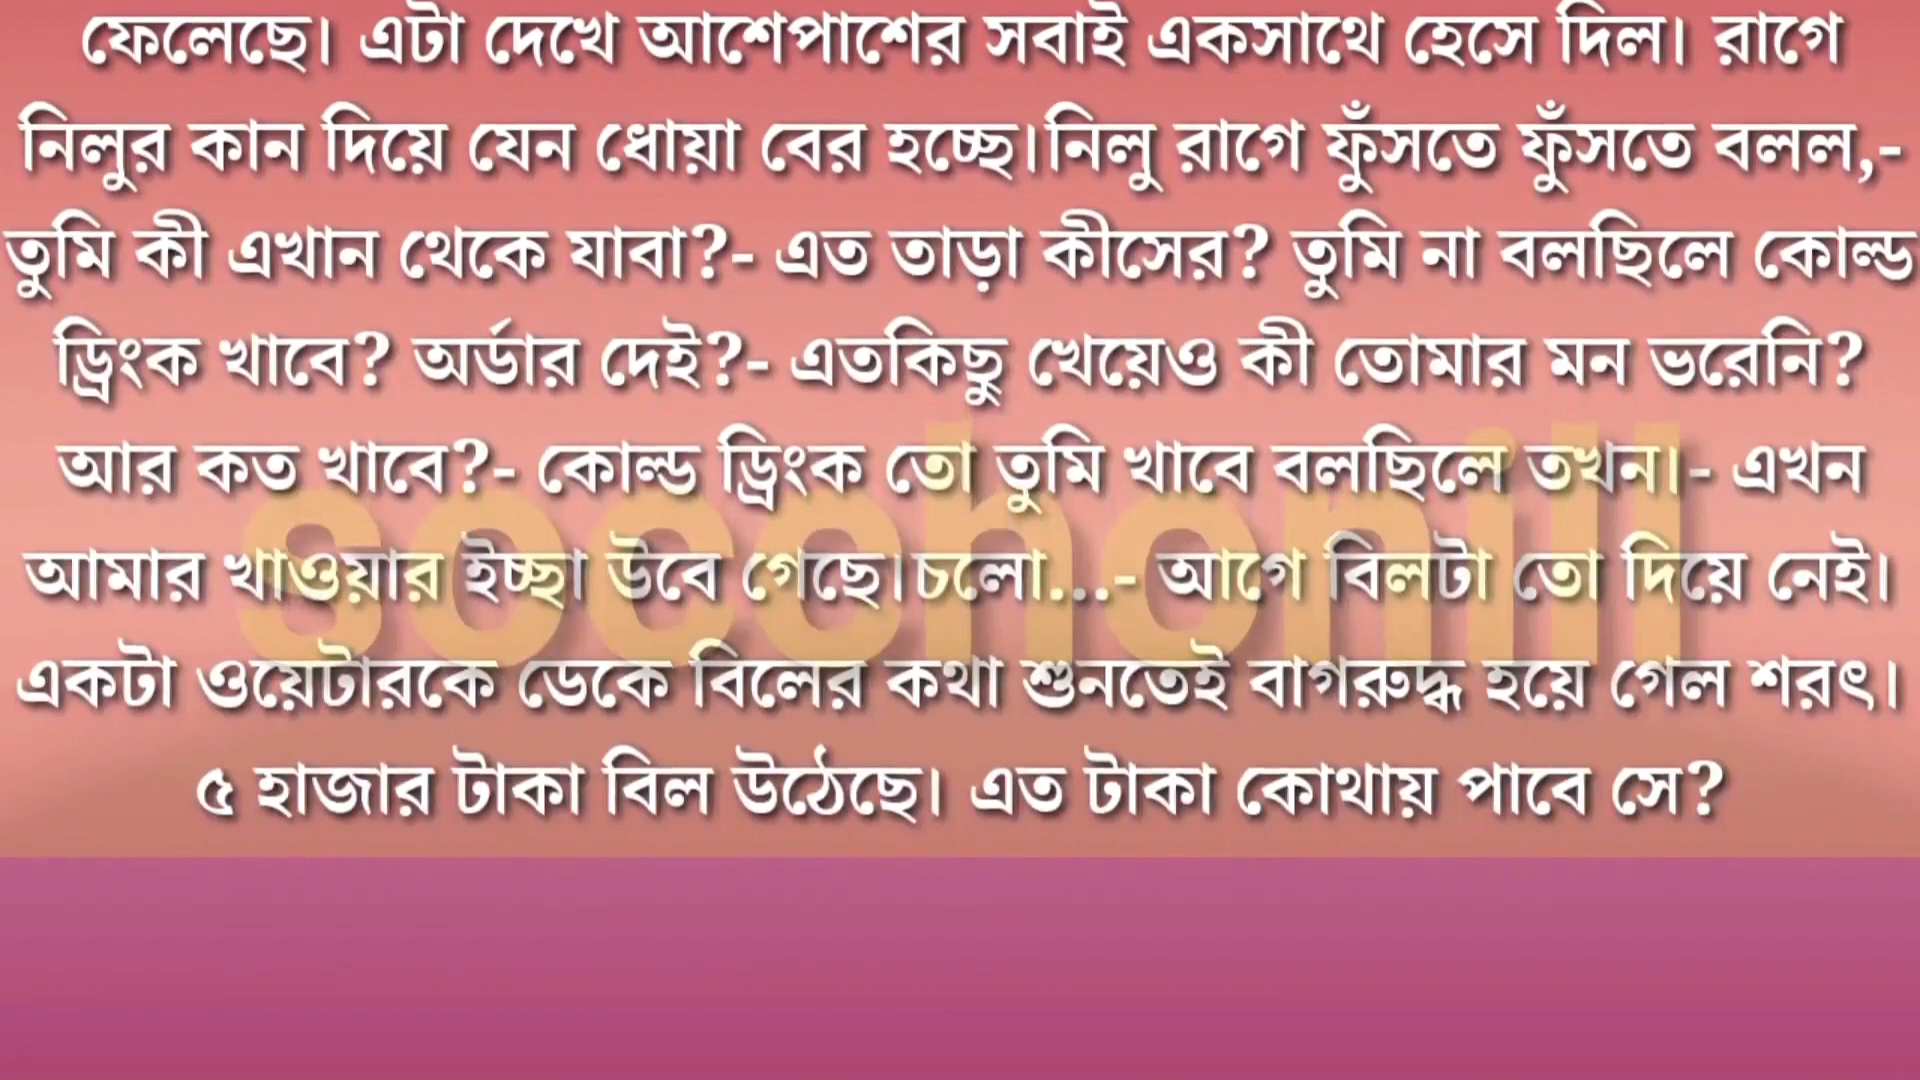 ফেলেছে। এটা দেখে আশেপাশের সবাই একসাথে হেসে দিল। রাগে
নিলুর কান দিয়ে যেন ধোয়া বের হচ্ছে।নিলু রাগে ফুঁসতে ফুঁসতে বলল,-
তুমি কী এখান থেকে যাবা?- এত তাড়া কীসের? তুমি না বলছিলে কোল্ড
ড্রিংক খাবে? অর্ডার দেই?- এতকিছু খেয়েও কী তোমার মন ভরেনি?
আর কত খাবে?- কোল্ড ড্রিংক তো তুমি খাবে বলছিলে তখন।- এখন
আমার খাওয়ার ইচ্ছা উবে গেছে।চলো...- আগে বিলটা তো দিয়ে নেই।
একটা ওয়েটারকে ডেকে বিলের কথা শুনতেই বাগরুদ্ধ হয়ে গেল শরৎ।
৫ হাজার টাকা বিল উঠেছে। এত টাকা কোথায় পাবে সে?
socchonill